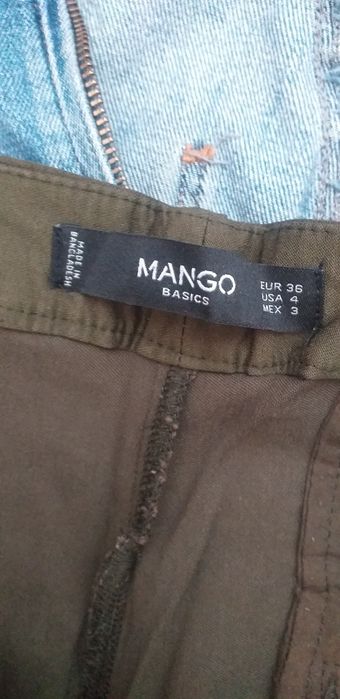 MADE IN
BANGLADESH
MANGO
BASICS
EUR 36
USA 4
MEX 3